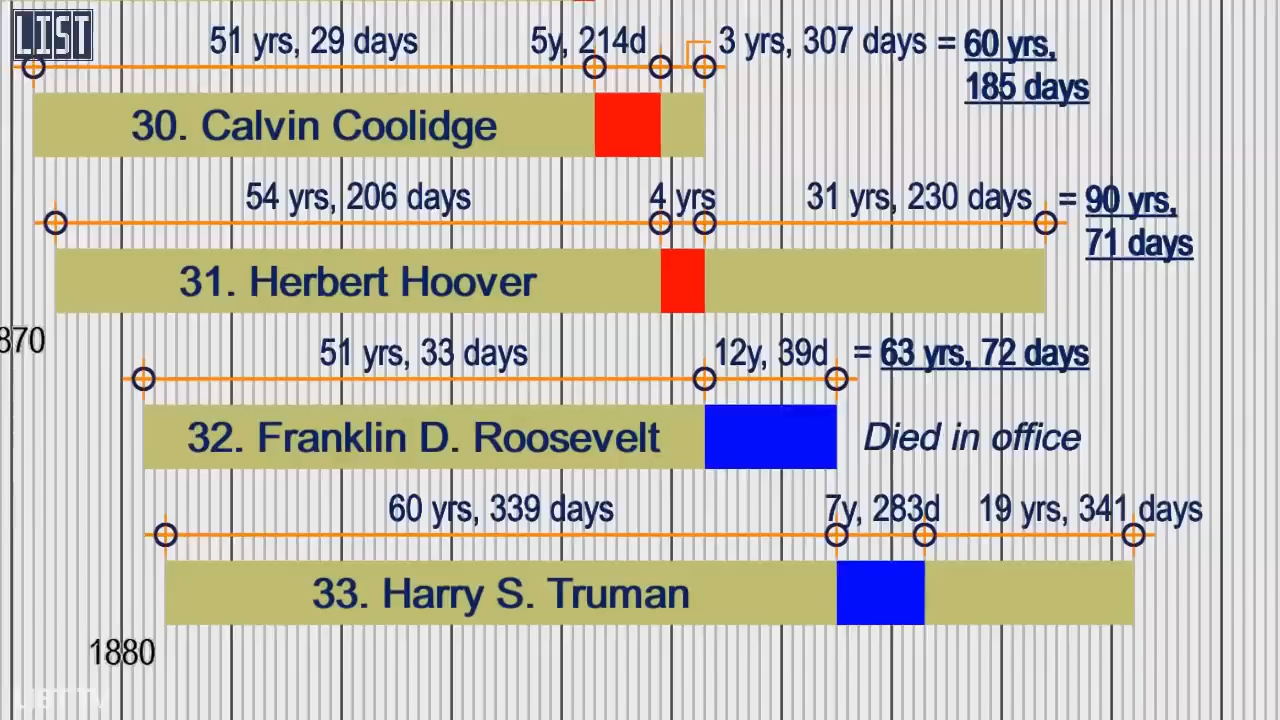 LIST
51 yrs, 29 days 5y, 214d 3 yrs, 307 days = 60 yrs,
185 days
30. Calvin Coolidge
54 yrs, 206 days 4 yrs 31 yrs, 230 days = 90 yrs,
71 days
31. Herbert Hoover
870
51 yrs, 33 days 12y, 39d = 63 yrs, 72 days
32. Franklin D. Roosevelt Died in office
60 yrs, 339 days 7y, 283d 19 yrs, 341 days
33. Harry S. Truman
1880
LIST TV